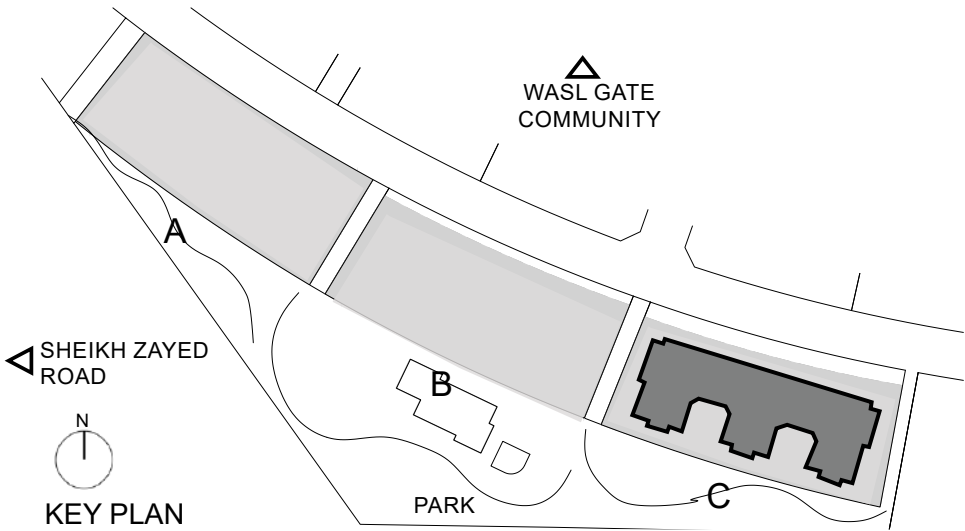 WASL GATE
COMMUNITY
A
SHEIKH ZAYED
ROAD
B
N
C
PARK
KEY PLAN